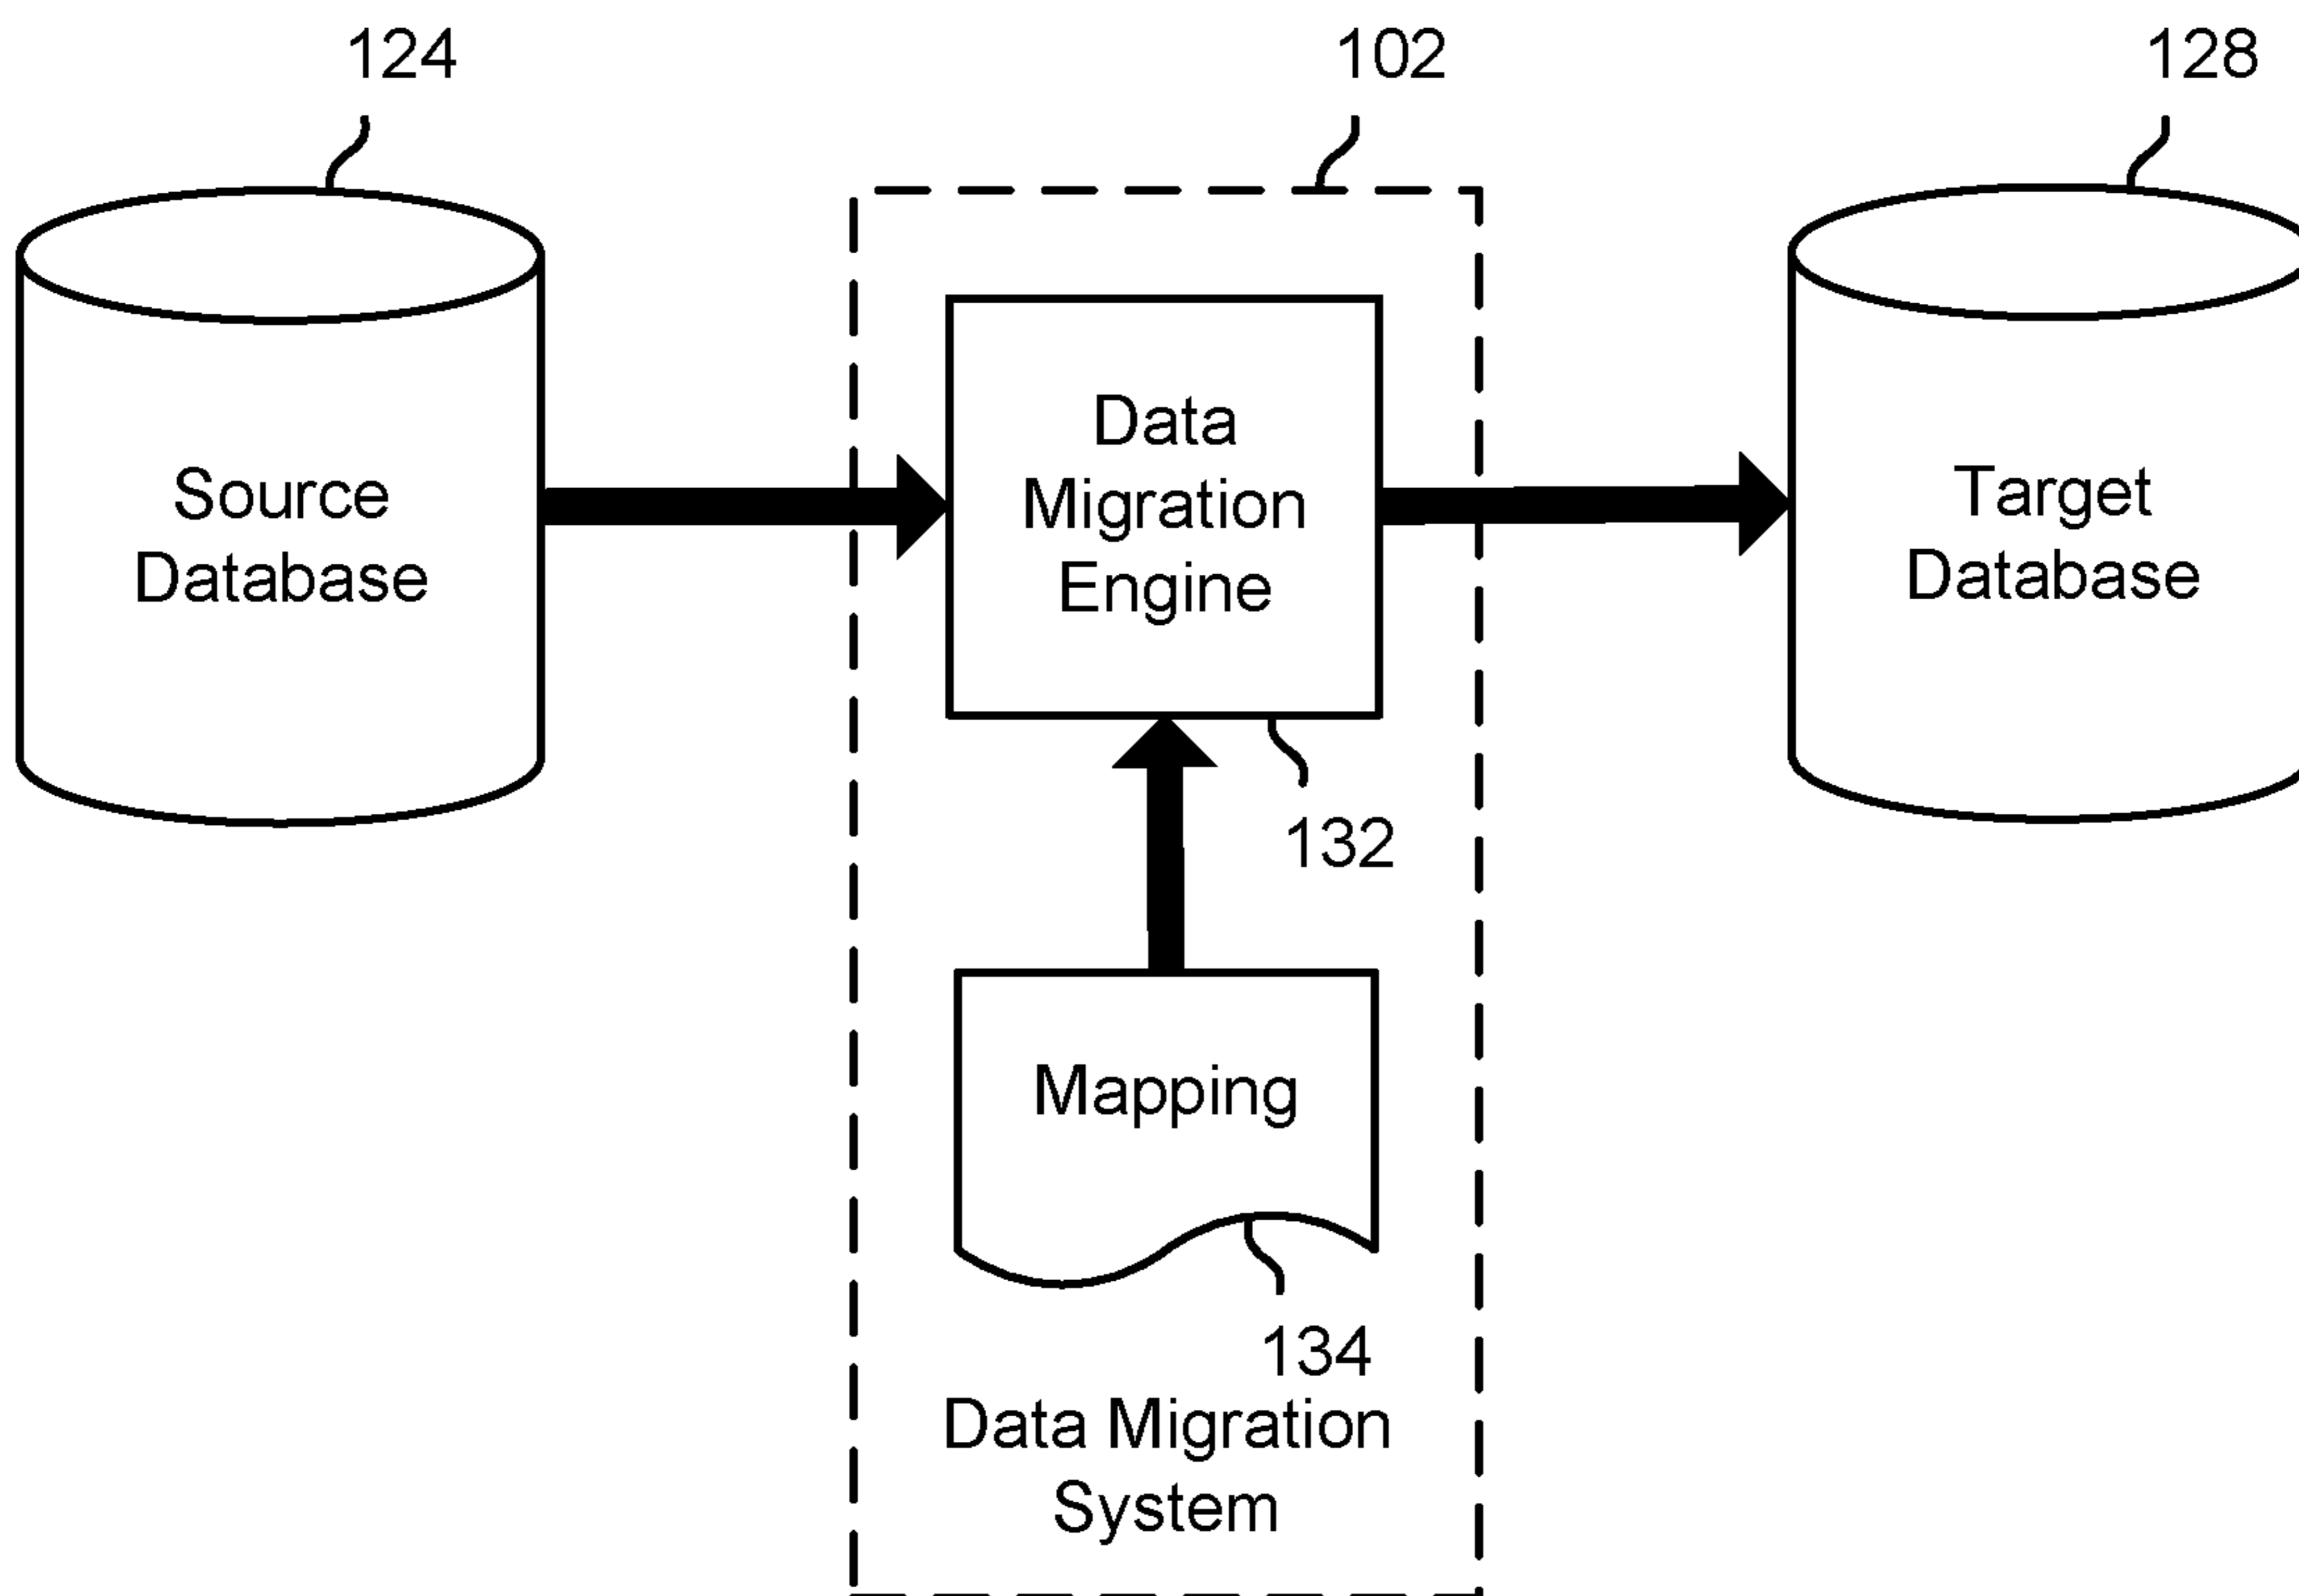 124
102
128
Source
Database
Data
Migration
Engine
Target
Database
132
Mapping
134
Data Migration
System